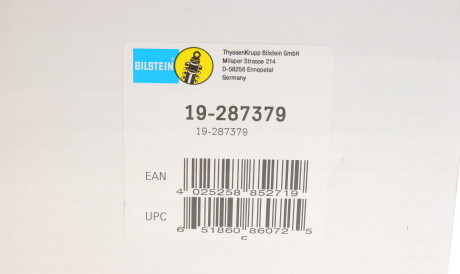 BILSTEIN
ThyssenKrupp Bilstein GmbH
Milsper Strasse 214
D-58256 Ennepetal
Germany
19-287379
19-287379
EAN
4 025258 852719
UPC
6 51860 86072 5
c